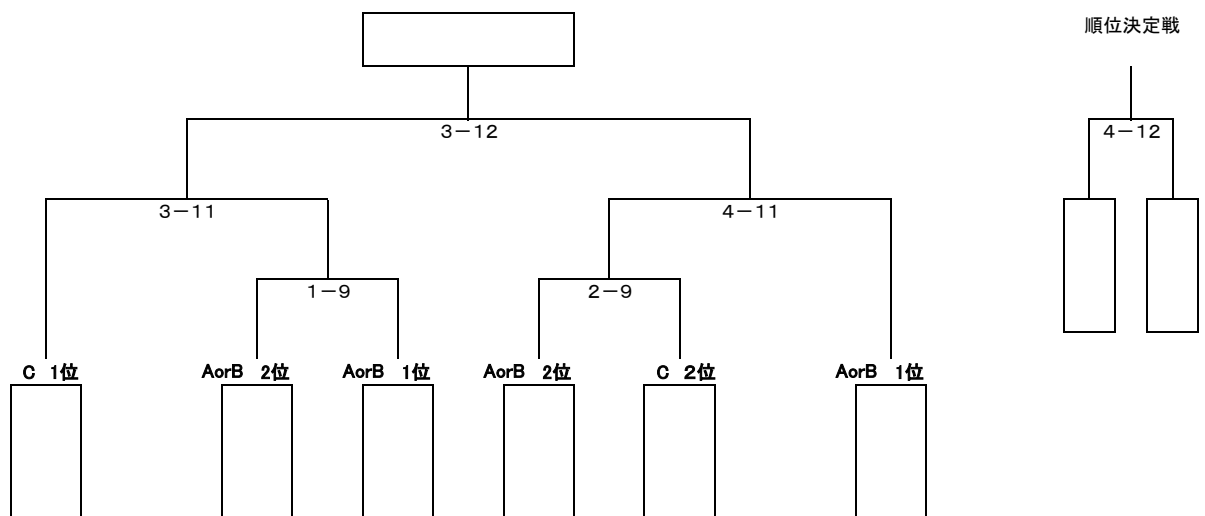 順位決定戦
3－12
4－12
3－11
4－11
1－9
2－9
C 1位
AorB 2位
AorB 1位
AorB 2位
C 2位
AorB 1位